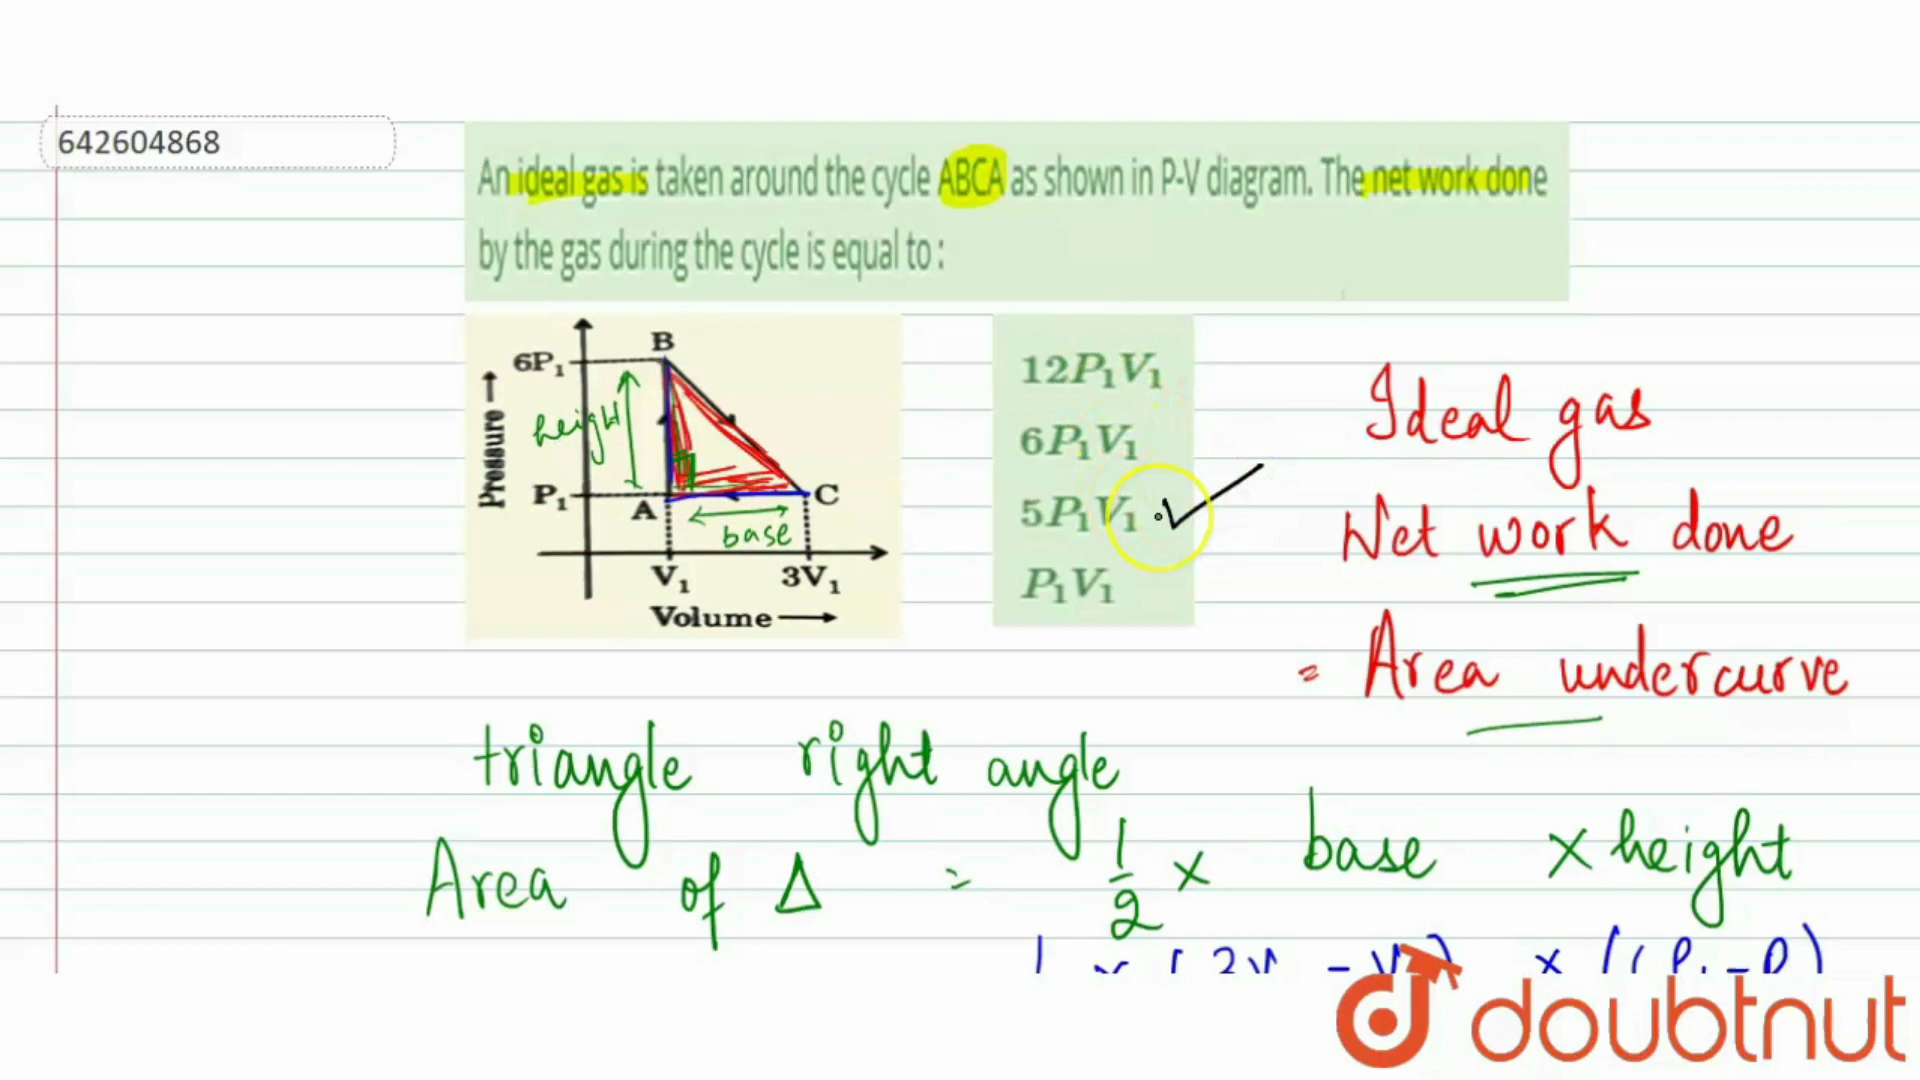 642604868
An ideal gas is taken around the cycle ABCA as shown in P-V diagram. The net work done
by the gas during the cycle is equal to :
B
6P₁
height
Pressure
P₁
A
C
base
V₁
3V₁
Volume
12P₁V₁
6P₁V₁
5P₁V₁
P₁V₁
Ideal gas
Net work done
= Area undercurve
triangle right angle
Area of Δ = 1/2 × base × height
doubtnut